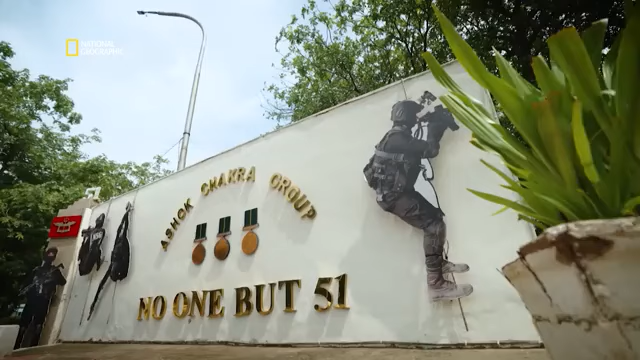 NATIONAL
GEOGRAPHIC
ASHOK CHAKRA GROUP
NO ONE BUT 51